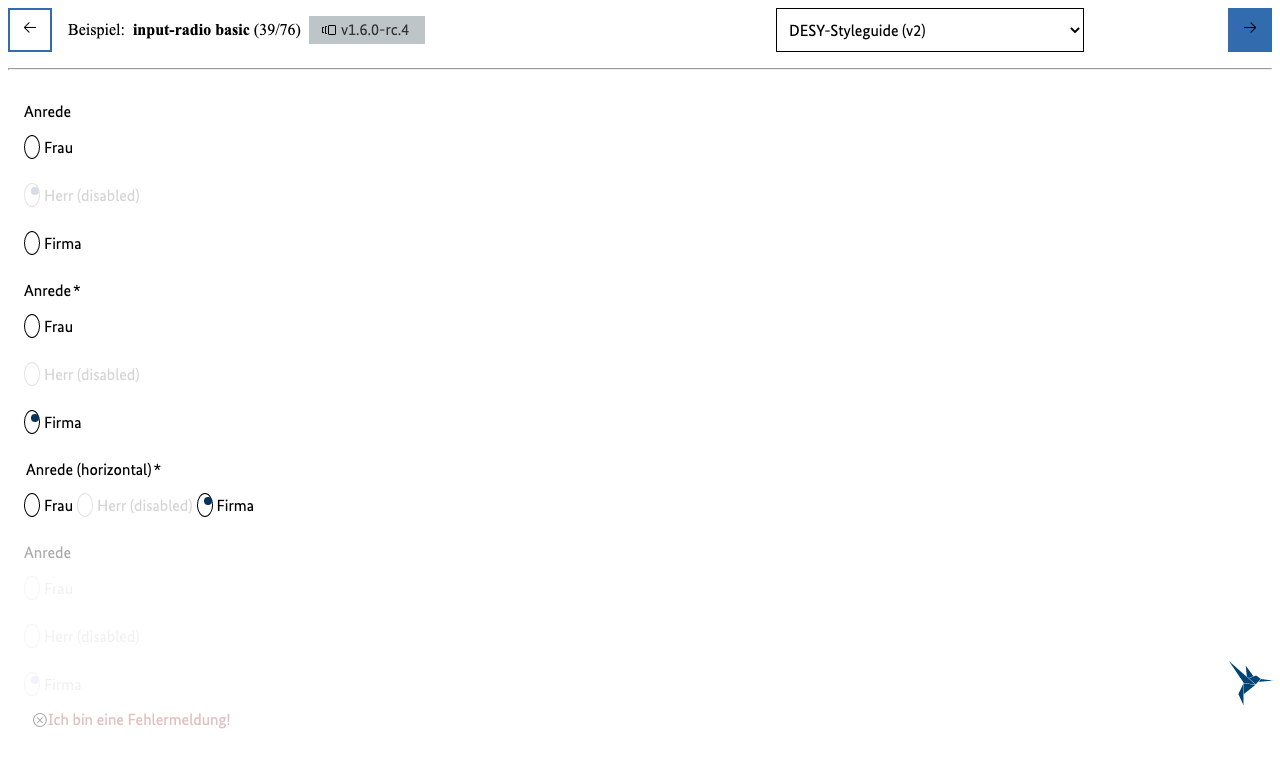 Beispiel: input-radio basic (39/76) v1.6.0-rc.4 DESY-Styleguide (v2)
Anrede
Frau
Herr (disabled)
Firma
Anrede*
Frau
Herr (disabled)
Firma
Anrede (horizontal)*
Frau Herr (disabled) Firma
Anrede
Frau
Herr (disabled)
Firma
Ich bin eine Fehlermeldung!